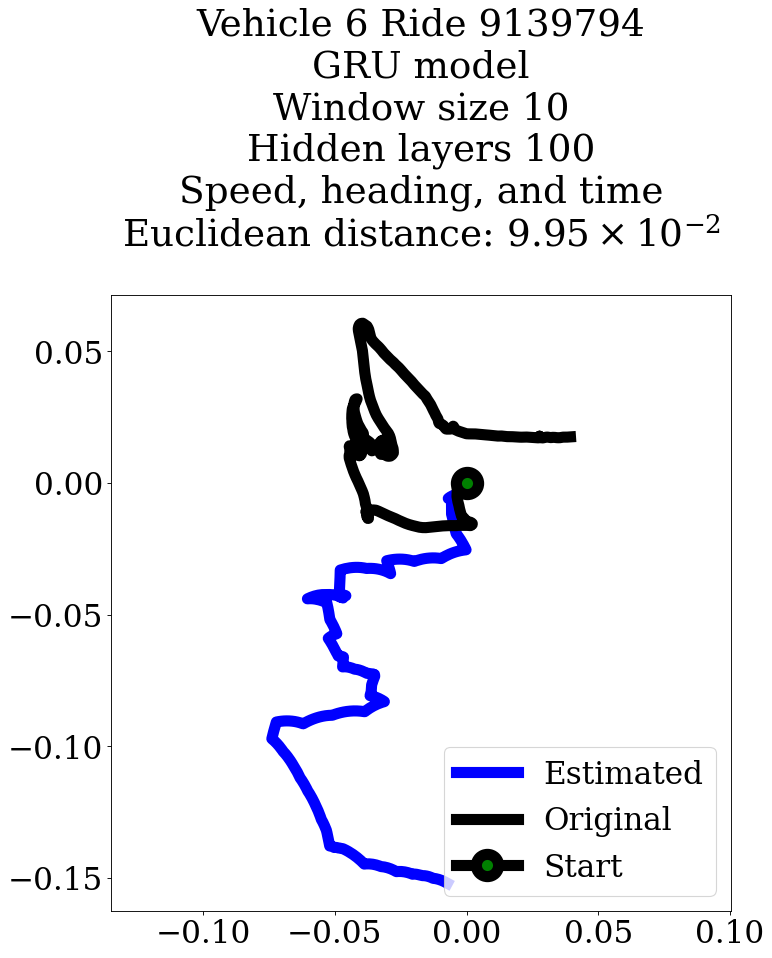 Vehicle 6 Ride 9139794
GRU model
Window size 10
Hidden layers 100
Speed, heading, and time
Euclidean distance: 9.95 × 10⁻²
0.05
0.00
−0.05
−0.10
−0.15
Estimated
Original
Start
−0.10 −0.05 0.00 0.05 0.10